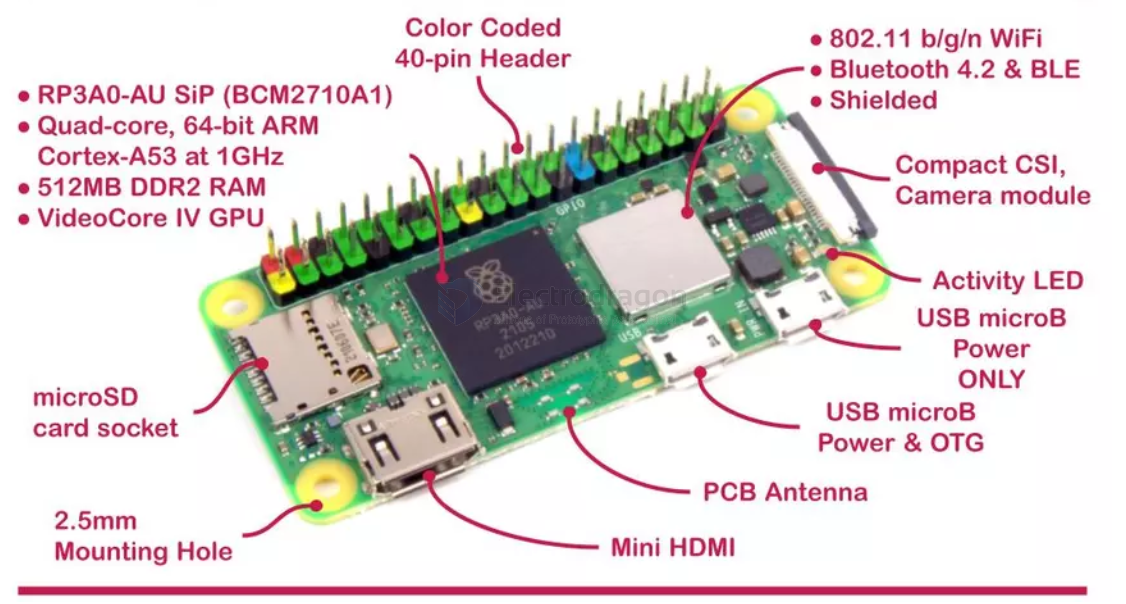 Color Coded
40-pin Header
• 802.11 b/g/n WiFi
• Bluetooth 4.2 & BLE
• Shielded
• RP3A0-AU SiP (BCM2710A1)
• Quad-core, 64-bit ARM
Cortex-A53 at 1GHz
• 512MB DDR2 RAM
• VideoCore IV GPU
Compact CSI,
Camera module
GPIO
Activity LED
electrodragon
RP3A0-AU
2105
2012210
USB
PWR IN
USB microB
Power
ONLY
microSD
card socket
USB microB
Power & OTG
PCB Antenna
2.5mm
Mounting Hole
Mini HDMI